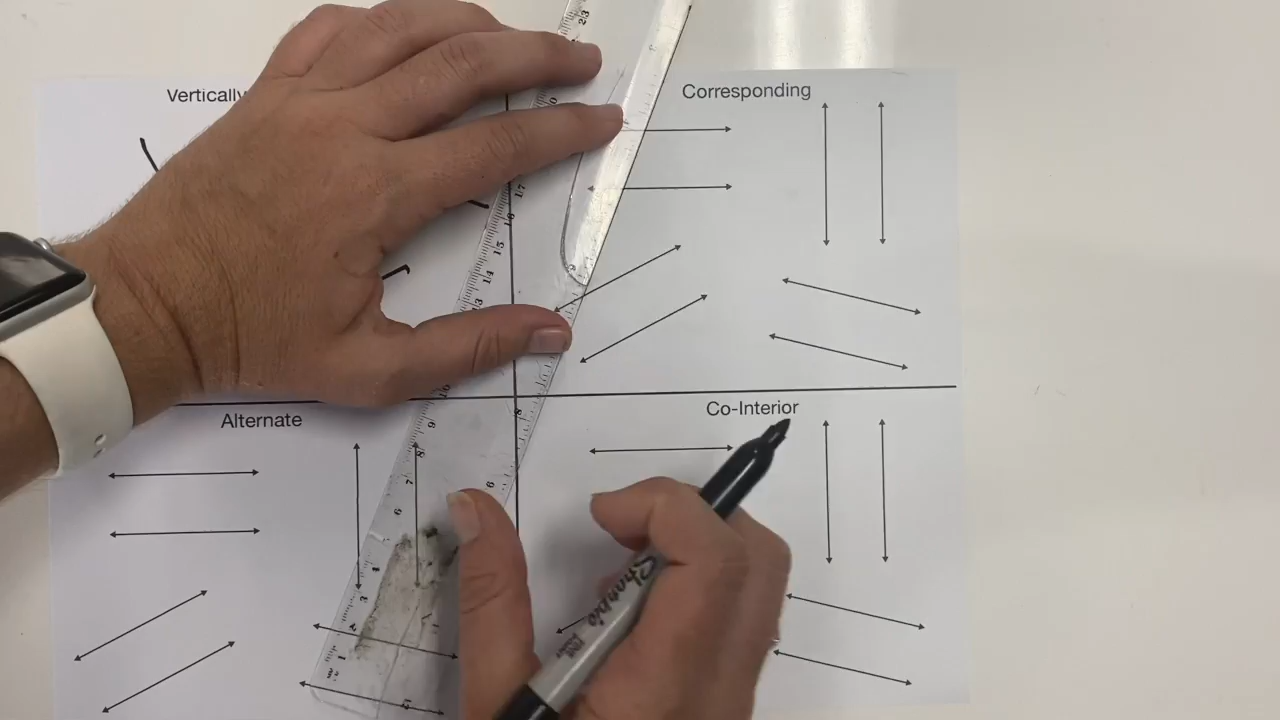 Vertically
Corresponding
Alternate
Co-Interior
Sharpie